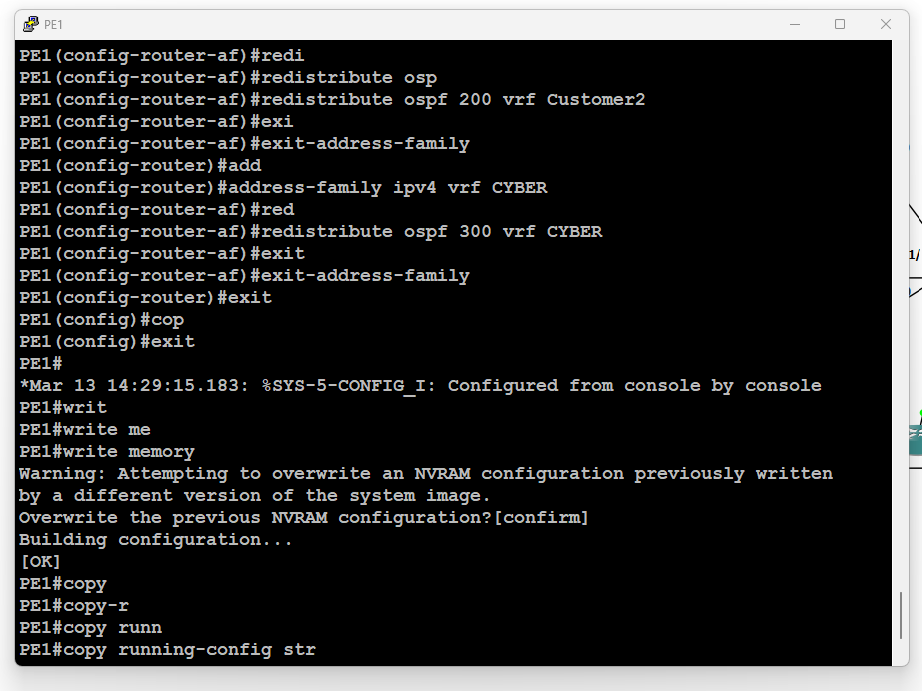 PE1
PE1(config-router-af)#redi
PE1(config-router-af)#redistribute osp
PE1(config-router-af)#redistribute ospf 200 vrf Customer2
PE1(config-router-af)#exi
PE1(config-router-af)#exit-address-family
PE1(config-router)#add
PE1(config-router)#address-family ipv4 vrf CYBER
PE1(config-router-af)#red
PE1(config-router-af)#redistribute ospf 300 vrf CYBER
PE1(config-router-af)#exit
PE1(config-router-af)#exit-address-family
PE1(config-router)#exit
PE1(config)#cop
PE1(config)#exit
PE1#
*Mar 13 14:29:15.183: %SYS-5-CONFIG_I: Configured from console by console
PE1#writ
PE1#write me
PE1#write memory
Warning: Attempting to overwrite an NVRAM configuration previously written
by a different version of the system image.
Overwrite the previous NVRAM configuration?[confirm]
Building configuration...
[OK]
PE1#copy
PE1#copy-r
PE1#copy runn
PE1#copy running-config str
1/